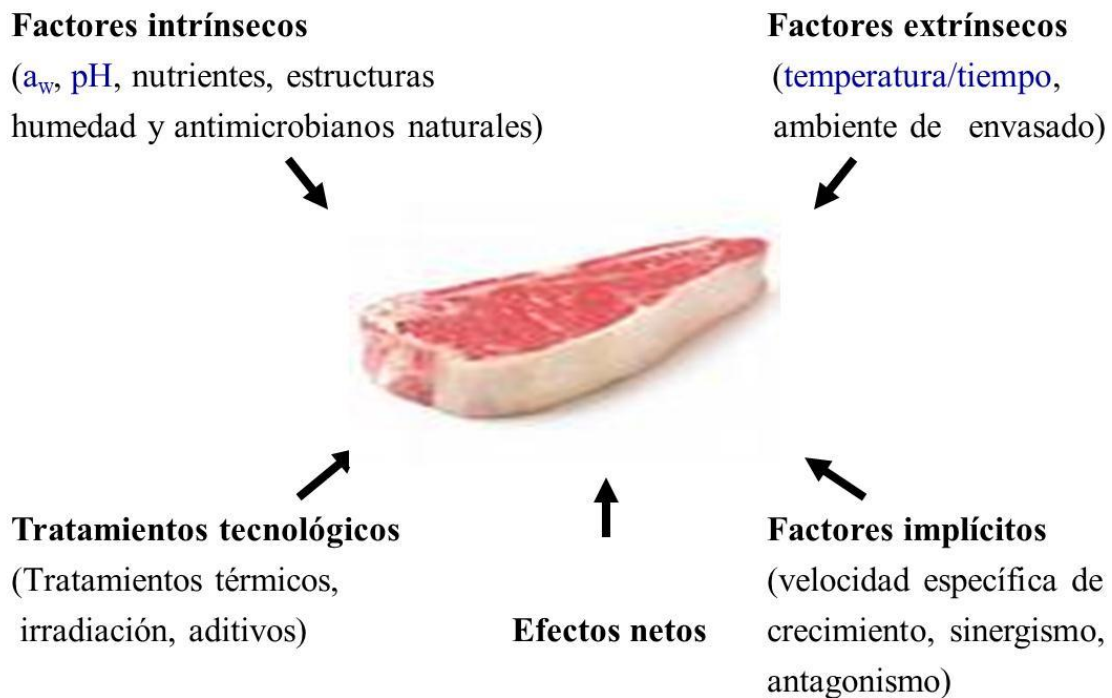 Factores intrínsecos
(aw, pH, nutrientes, estructuras
humedad y antimicrobianos naturales)
Factores extrínsecos
(temperatura/tiempo,
ambiente de envasado)
Tratamientos tecnológicos
(Tratamientos térmicos,
irradiación, aditivos)
Efectos netos
Factores implícitos
(velocidad específica de
crecimiento, sinergismo,
antagonismo)